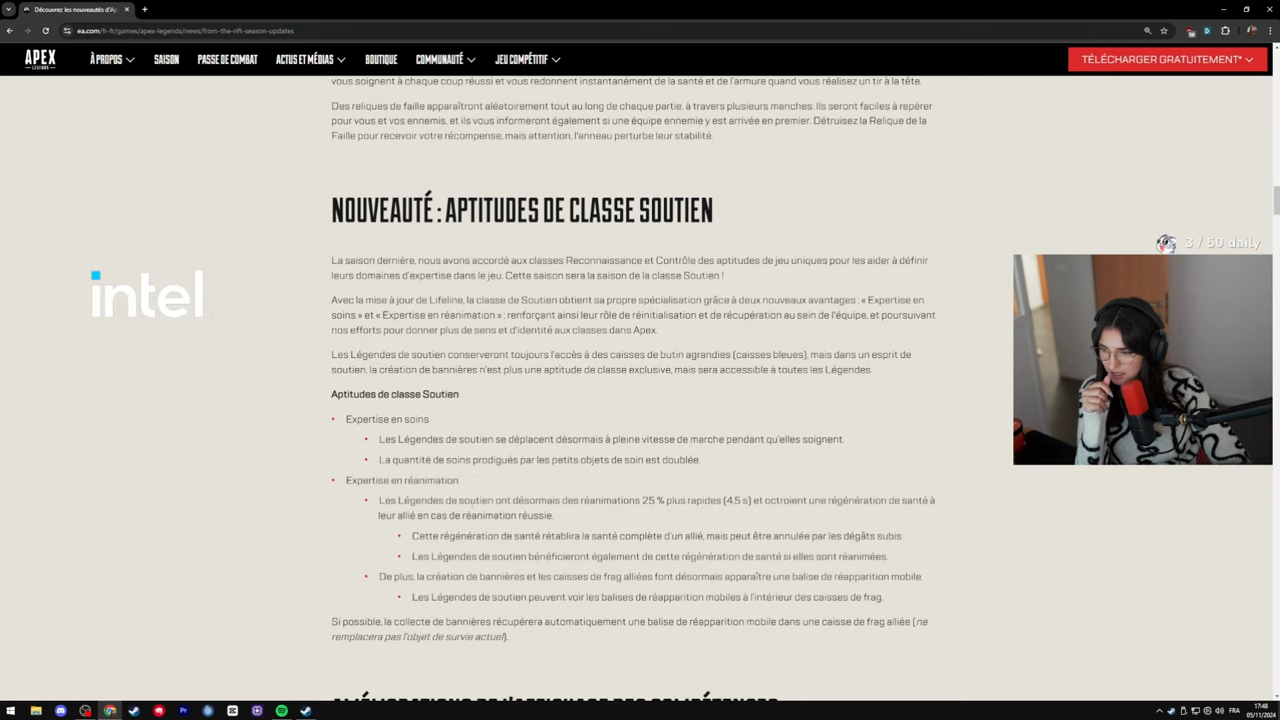 Découvrez les nouveautés d'A
ea.com/fr-fr/games/apex-legends/news/from-the-rift-season-updates
APEX
LEGENDS
À PROPOS
SAISON
PASSE DE COMBAT
ACTUS ET MÉDIAS
BOUTIQUE
COMMUNAUTÉ
JEU COMPÉTITIF
TÉLÉCHARGER GRATUITEMENT*
vous soignent à chaque coup réussi et vous redonnent instantanément de la santé et de l'armure quand vous réalisez un tir à la tête.
Des reliques de faille apparaîtront aléatoirement tout au long de chaque partie, à travers plusieurs manches. Ils seront faciles à repérer
pour vous et vos ennemis, et ils vous informeront également si une équipe ennemie y est arrivée en premier. Détruisez la Relique de la
Faille pour recevoir votre récompense, mais attention, l'anneau perturbe leur stabilité.
NOUVEAUTÉ : APTITUDES DE CLASSE SOUTIEN
La saison dernière, nous avons accordé aux classes Reconnaissance et Contrôle des aptitudes de jeu uniques pour les aider à définir
leurs domaines d'expertise dans le jeu. Cette saison sera la saison de la classe Soutien !
Avec la mise à jour de Lifeline, la classe de Soutien obtient sa propre spécialisation grâce à deux nouveaux avantages : « Expertise en
soins » et « Expertise en réanimation » ; renforçant ainsi leur rôle de réinitialisation et de récupération au sein de l'équipe, et poursuivant
nos efforts pour donner plus de sens et d'identité aux classes dans Apex.
Les Légendes de soutien conserveront toujours l'accès à des caisses de butin agrandies (caisses bleues), mais dans un esprit de
soutien, la création de bannières n'est plus une aptitude de classe exclusive, mais sera accessible à toutes les Légendes.
Aptitudes de classe Soutien
• Expertise en soins
• Les Légendes de soutien se déplacent désormais à pleine vitesse de marche pendant qu'elles soignent.
• La quantité de soins prodigués par les petits objets de soin est doublée.
• Expertise en réanimation
• Les Légendes de soutien ont désormais des réanimations 25 % plus rapides (4,5 s) et octroient une régénération de santé à
leur allié en cas de réanimation réussie.
• Cette régénération de santé rétablira la santé complète d'un allié, mais peut être annulée par les dégâts subis
• Les Légendes de soutien bénéficieront également de cette régénération de santé si elles sont réanimées.
• De plus, la création de bannières et les caisses de frag alliées font désormais apparaître une balise de réapparition mobile.
• Les Légendes de soutien peuvent voir les balises de réapparition mobiles à l'intérieur des caisses de frag.
Si possible, la collecte de bannières récupérera automatiquement une balise de réapparition mobile dans une caisse de frag alliée (ne
remplacera pas l'objet de survie actuel).
intel
3 / 50 daily
FRA
17:48
05/11/2024